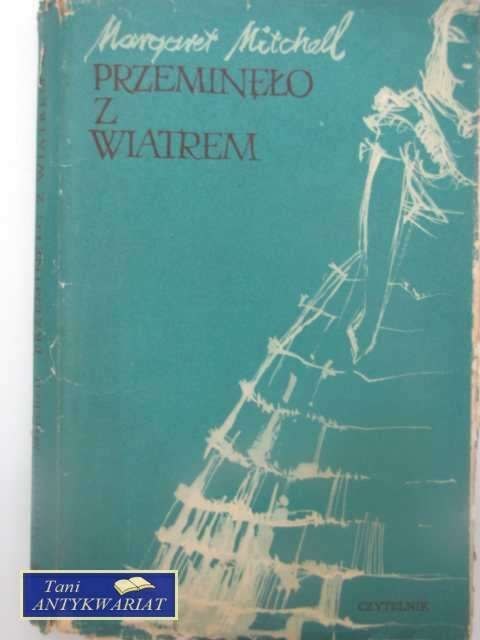 Margaret Mitchell
PRZEMINĘŁO
Z
WIATREM
CZYTELNIK
Tani
ANTYKWARIAT